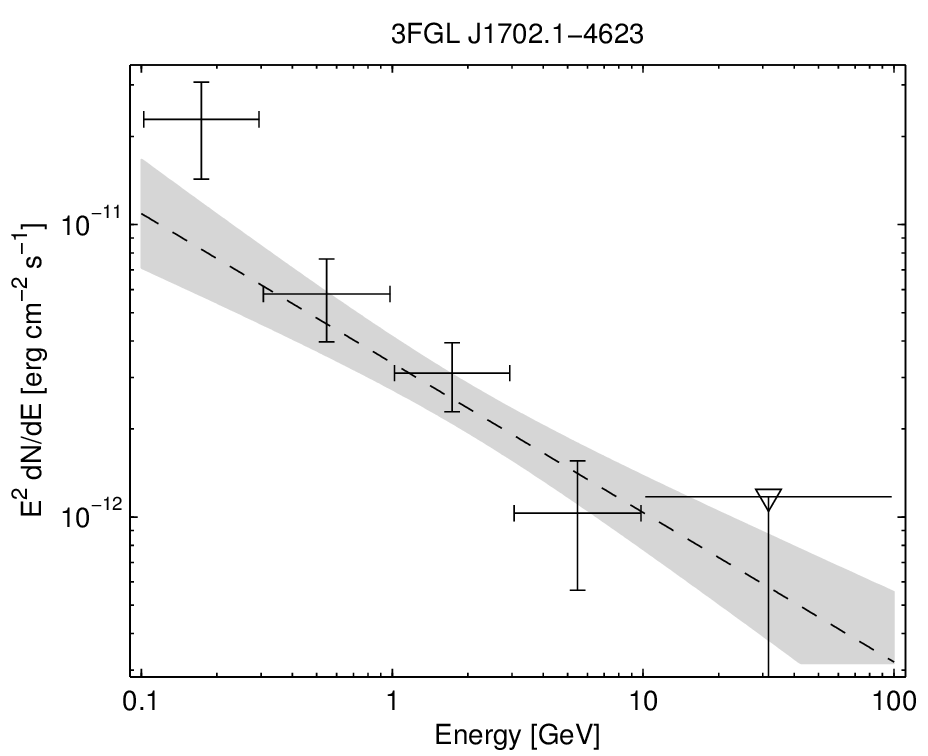 3FGL J1702.1−4623
E² dN/dE [erg cm⁻² s⁻¹]
10⁻¹¹
10⁻¹²
0.1 1 10 100
Energy [GeV]